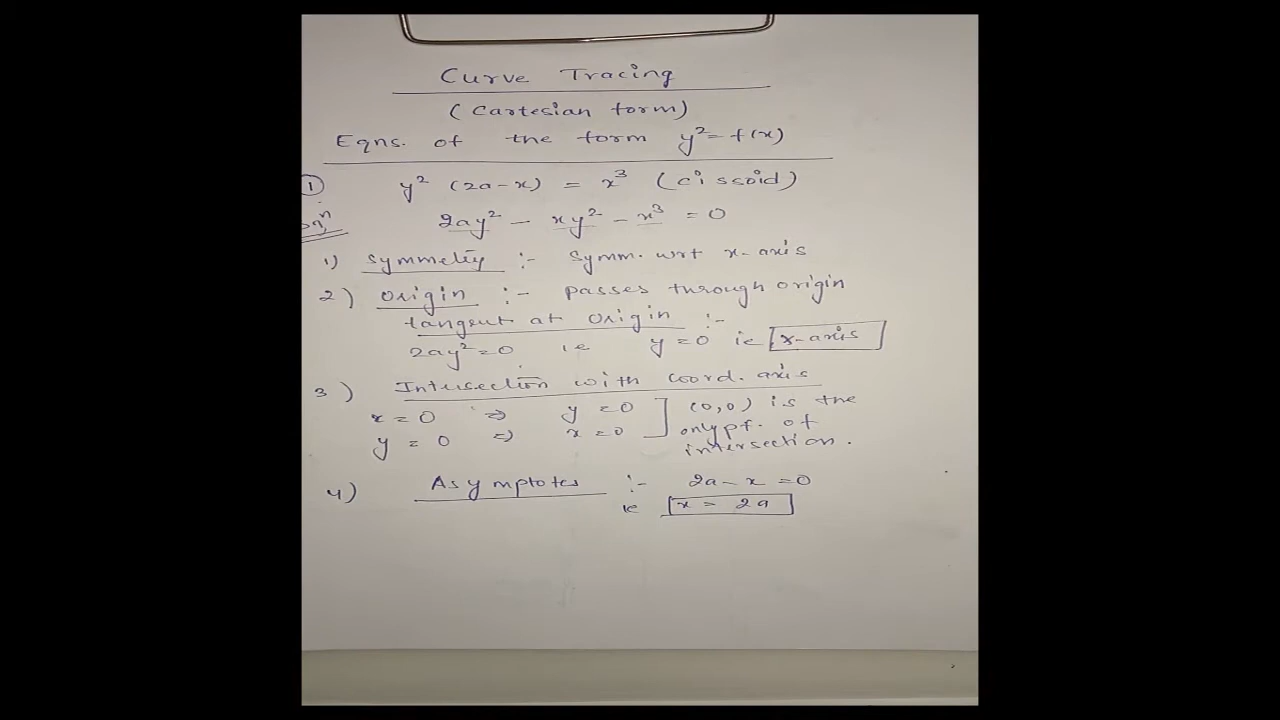 Curve Tracing
(Cartesian form)
Eqns. of the form y² = f(x)
① y² (2a-x) = x³ (cissoid)
2ay² - xy² - x³ = 0
1) Symmetry :- Symm. wrt x-axis
2) Origin :- passes through origin
tangent at origin :-
2ay² = 0 ie y = 0 ie x-axis
3) Intersection with coord. axis
x = 0 ⇒ y = 0 ] (0,0) is the
y = 0 ⇒ x = 0 only pt. of
intersection.
4) Asymptotes :- 2a - x = 0
ie x = 2a